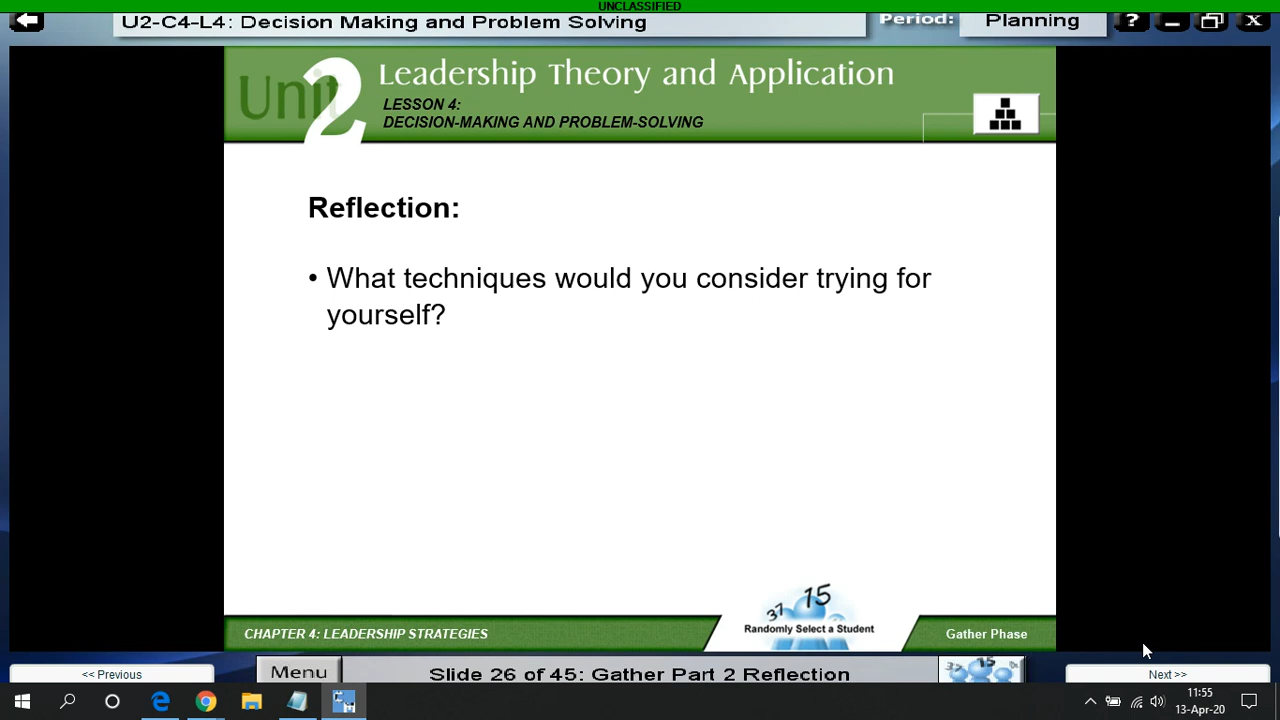 UNCLASSIFIED
U2-C4-L4: Decision Making and Problem Solving
Period:
Planning
?
X
Unit 2
Leadership Theory and Application
LESSON 4:
DECISION-MAKING AND PROBLEM-SOLVING
Reflection:
• What techniques would you consider trying for
yourself?
37 15
Randomly Select a Student
CHAPTER 4: LEADERSHIP STRATEGIES
Gather Phase
<< Previous
Menu
Slide 26 of 45: Gather Part 2 Reflection
Next >>
11:55
13-Apr-20